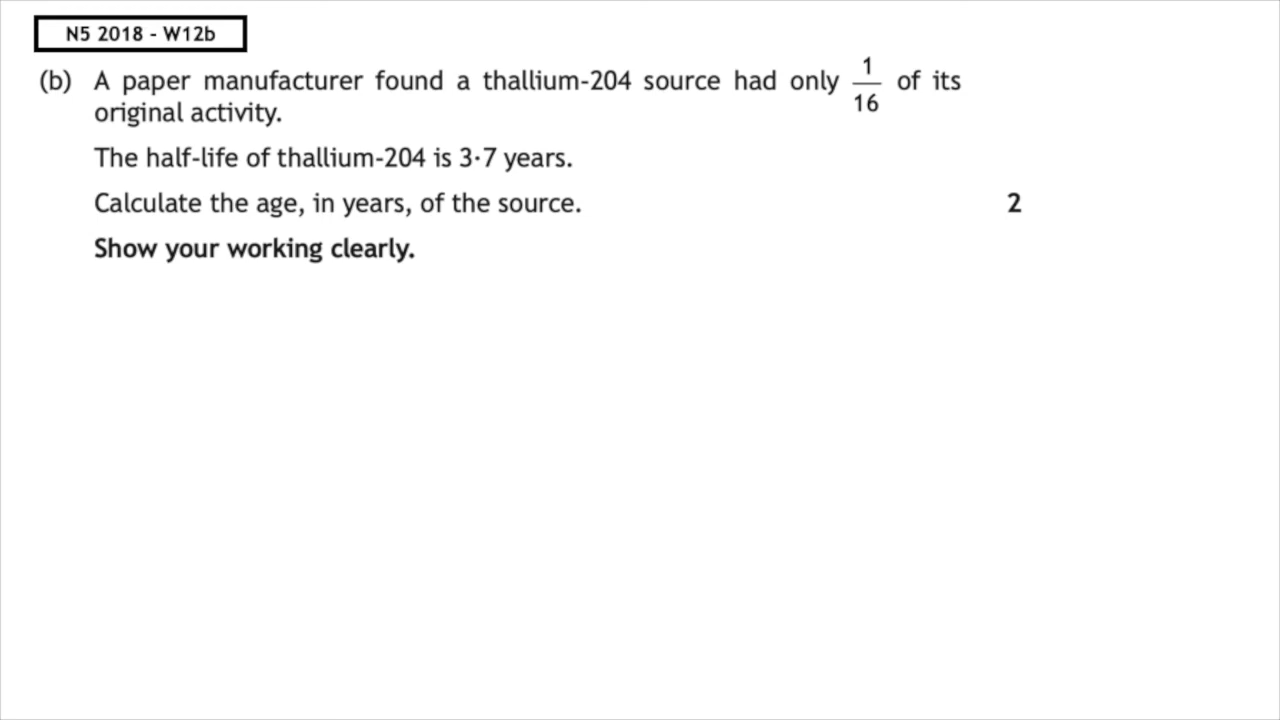 N5 2018 - W12b
(b) A paper manufacturer found a thallium-204 source had only 1/16 of its
original activity.
The half-life of thallium-204 is 3·7 years.
Calculate the age, in years, of the source. 2
Show your working clearly.